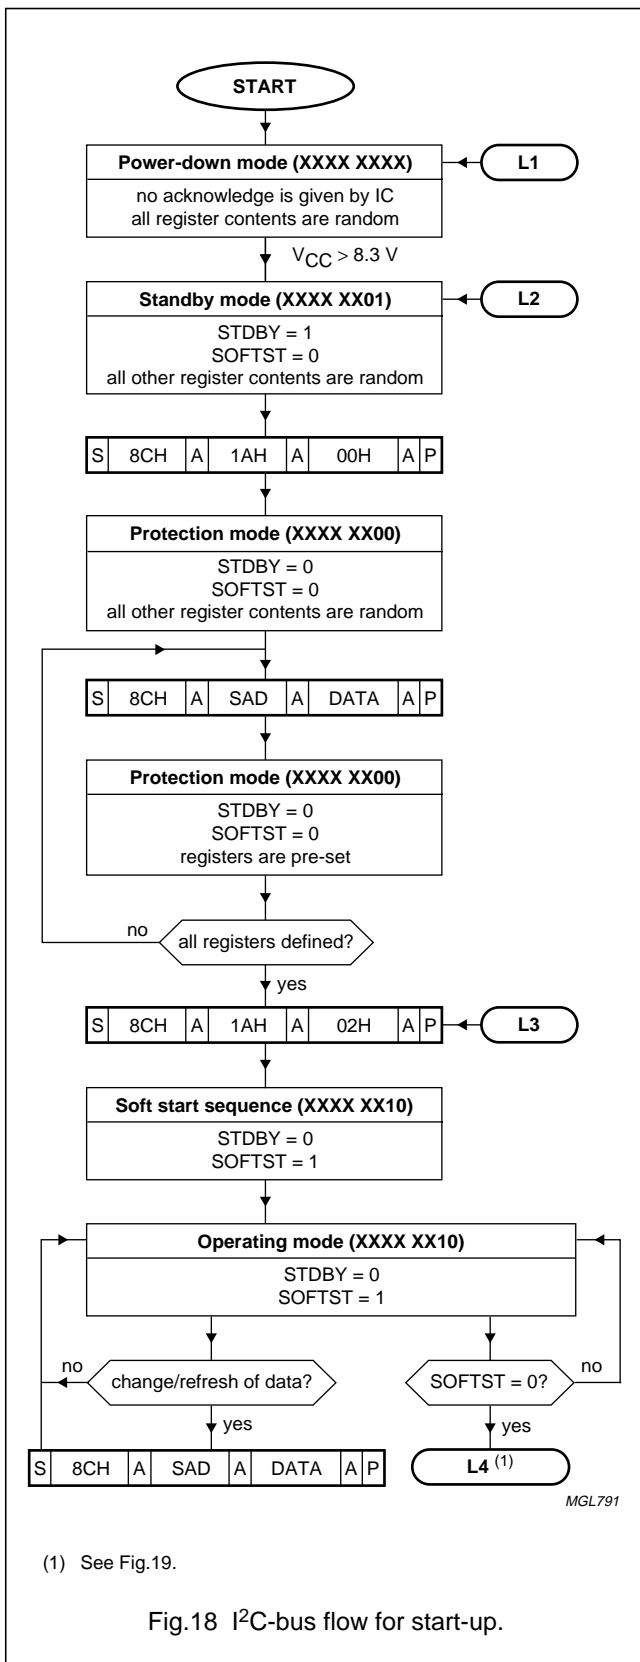 START
Power-down mode (XXXX XXXX)
L1
no acknowledge is given by IC
all register contents are random
VCC > 8.3 V
Standby mode (XXXX XX01)
L2
STDBY = 1
SOFTST = 0
all other register contents are random
S 8CH A 1AH A 00H A P
Protection mode (XXXX XX00)
STDBY = 0
SOFTST = 0
all other register contents are random
S 8CH A SAD A DATA A P
Protection mode (XXXX XX00)
STDBY = 0
SOFTST = 0
registers are pre-set
no
all registers defined?
yes
S 8CH A 1AH A 02H A P
L3
Soft start sequence (XXXX XX10)
STDBY = 0
SOFTST = 1
Operating mode (XXXX XX10)
STDBY = 0
SOFTST = 1
no
change/refresh of data?
SOFTST = 0?
no
yes
yes
S 8CH A SAD A DATA A P
L4 (1)
MGL791
(1) See Fig.19.
Fig.18 I²C-bus flow for start-up.